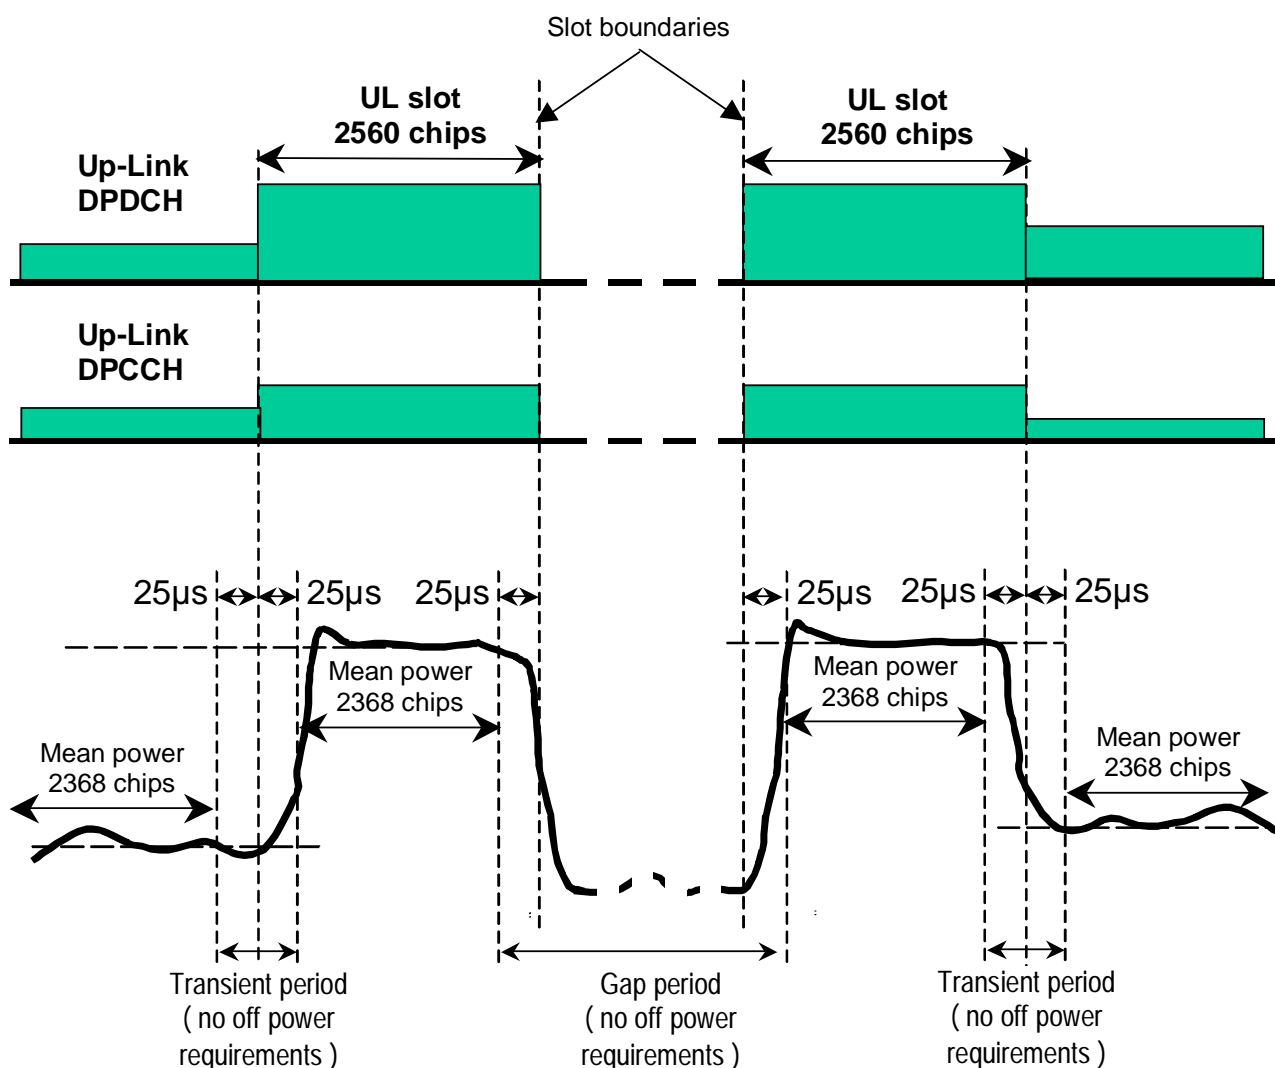 Slot boundaries
UL slot
2560 chips
UL slot
2560 chips
Up-Link
DPDCH
Up-Link
DPCCH
25µs
25µs
25µs
25µs
25µs
25µs
Mean power
2368 chips
Mean power
2368 chips
Mean power
2368 chips
Mean power
2368 chips
Transient period
( no off power
requirements )
Gap period
( no off power
requirements )
Transient period
( no off power
requirements )